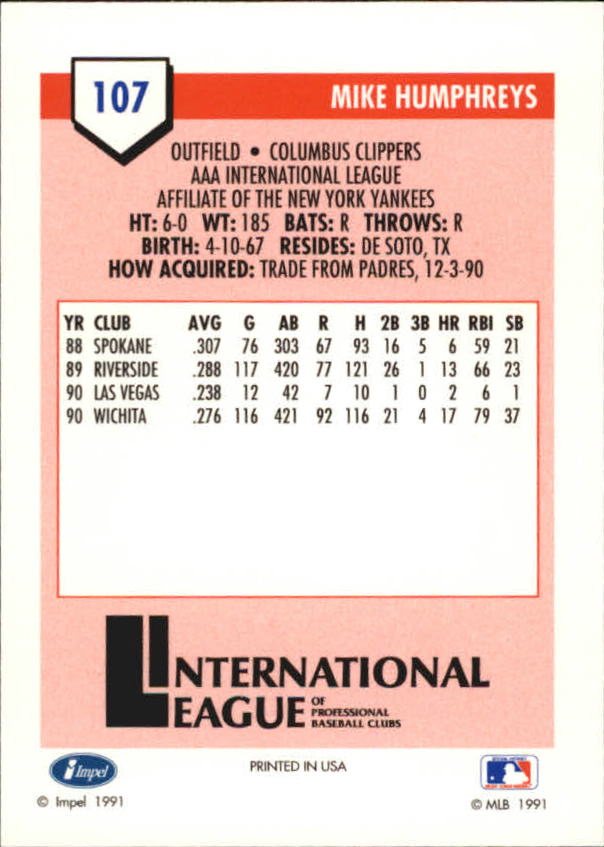 107
MIKE HUMPHREYS
OUTFIELD • COLUMBUS CLIPPERS
AAA INTERNATIONAL LEAGUE
AFFILIATE OF THE NEW YORK YANKEES
HT: 6-0 WT: 185 BATS: R THROWS: R
BIRTH: 4-10-67 RESIDES: DE SOTO, TX
HOW ACQUIRED: TRADE FROM PADRES, 12-3-90
YR CLUB AVG G AB R H 2B 3B HR RBI SB
88 SPOKANE .307 76 303 67 93 16 5 6 59 21
89 RIVERSIDE .288 117 420 77 121 26 1 13 66 23
90 LAS VEGAS .238 12 42 7 10 1 0 2 6 1
90 WICHITA .276 116 421 92 116 21 4 17 79 37
INTERNATIONAL
LEAGUE OF
PROFESSIONAL
BASEBALL CLUBS
Impel
PRINTED IN USA
© Impel 1991
© MLB 1991